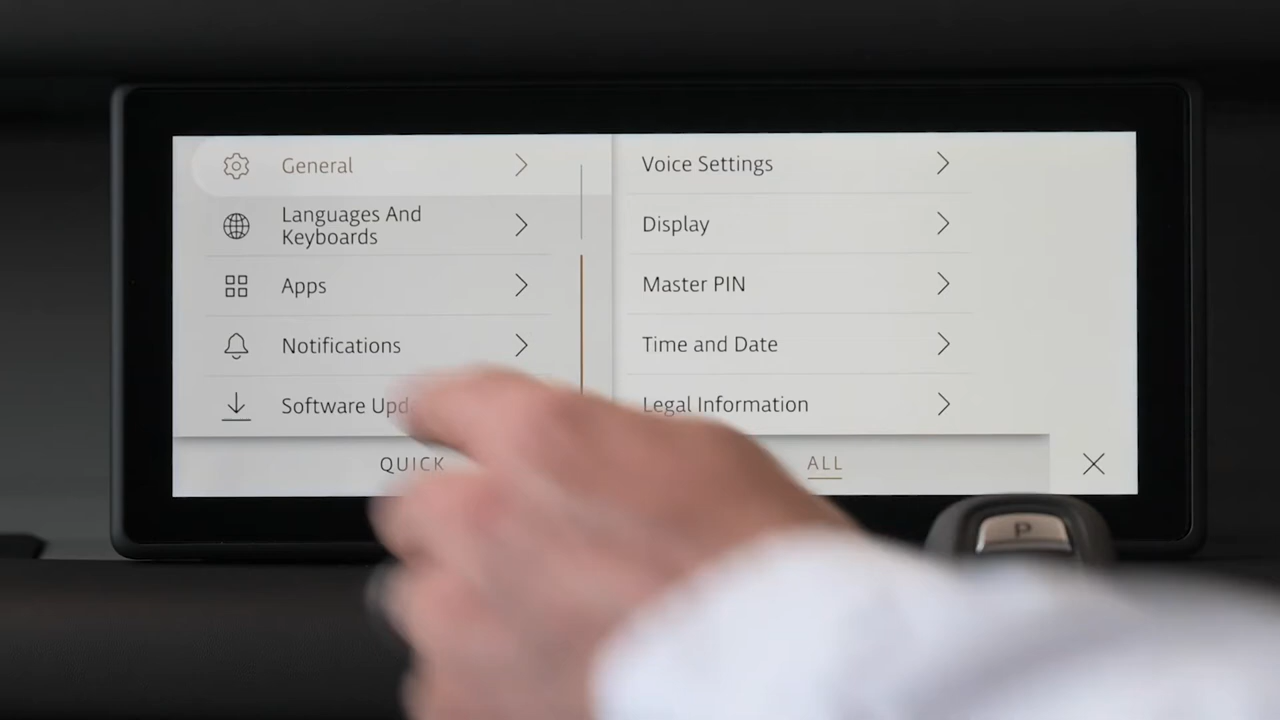 General
Languages And
Keyboards
Apps
Notifications
Software
Voice Settings
Display
Master PIN
Time and Date
Legal Information
QUICK
ALL
P